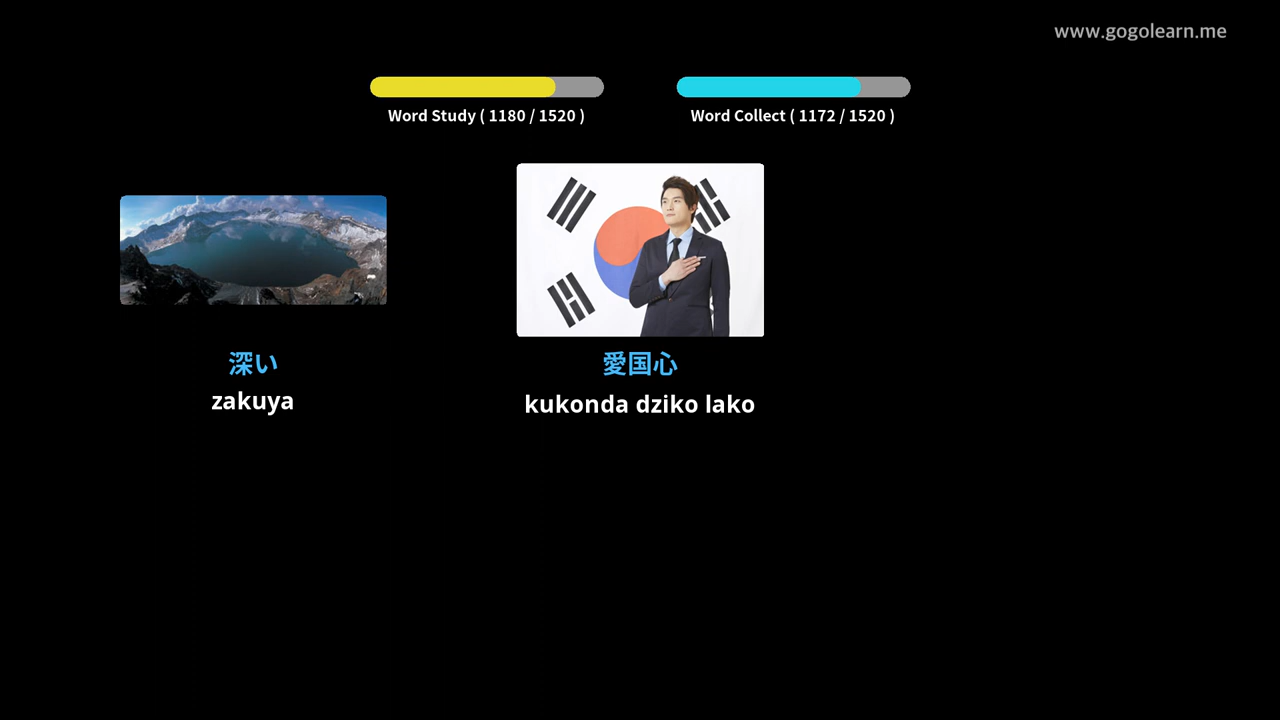 www.gogolearn.me
Word Study ( 1180 / 1520 )
Word Collect ( 1172 / 1520 )
深い
zakuya
愛国心
kukonda dziko lako